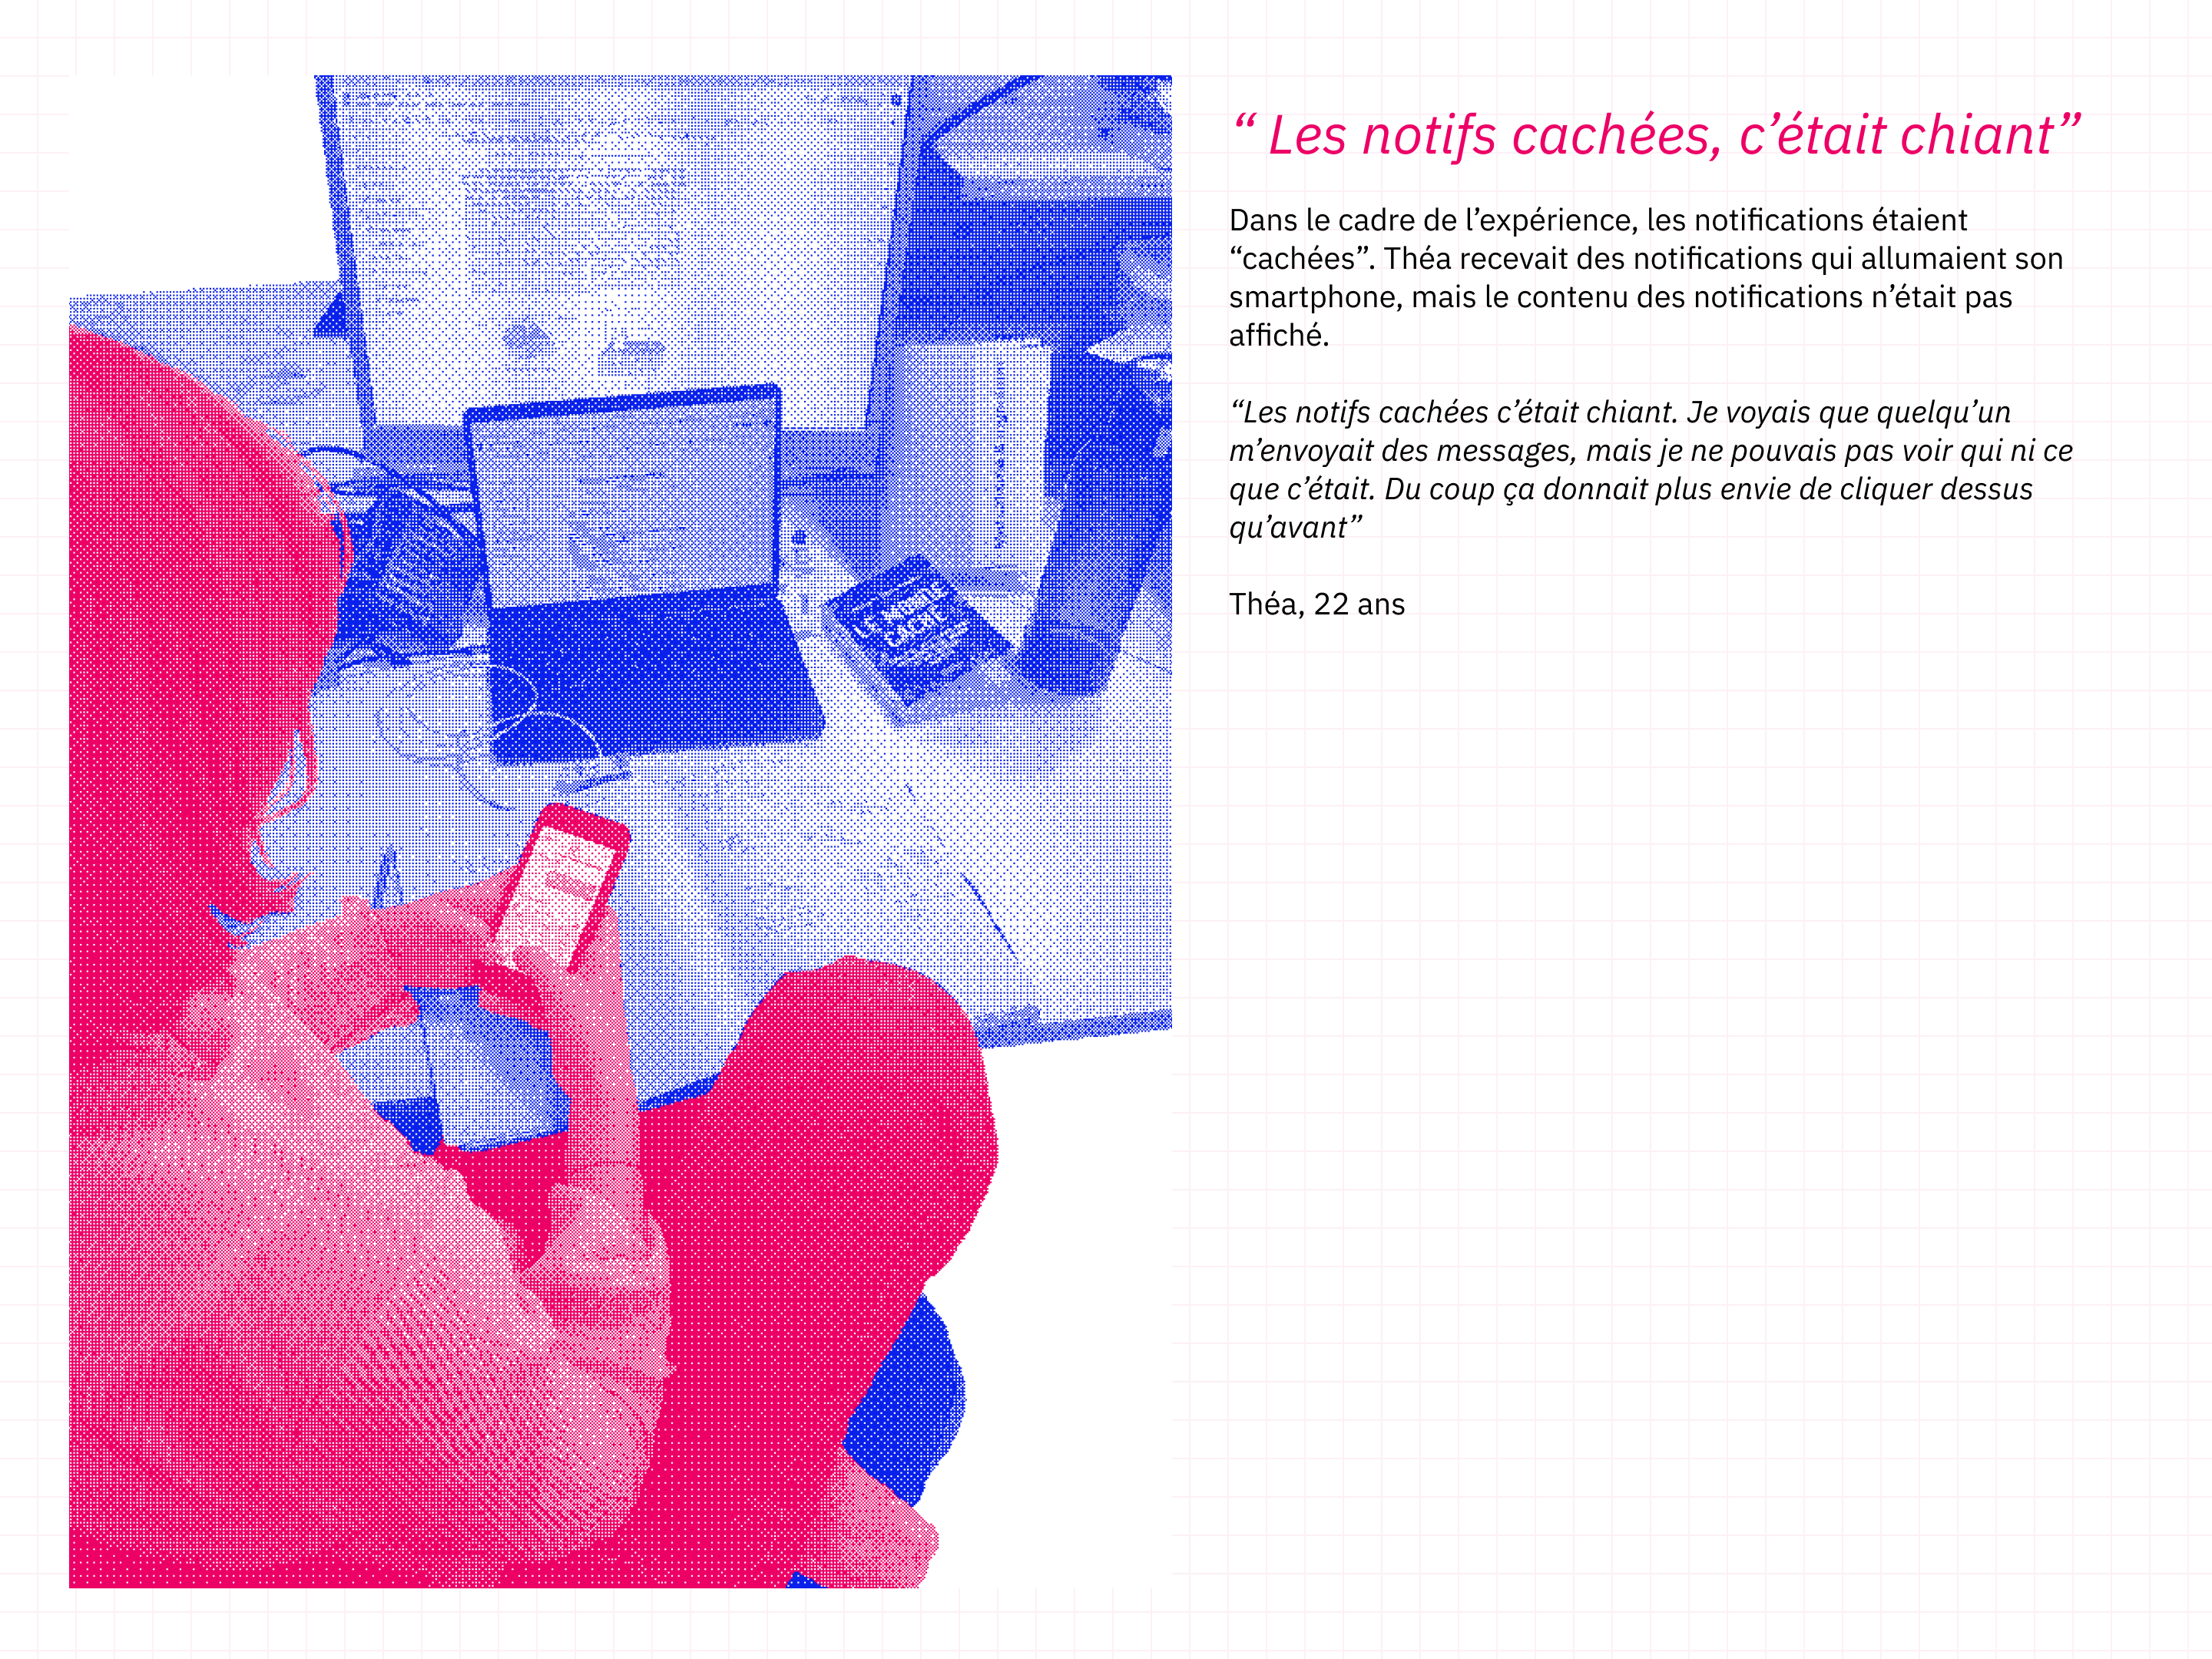 “ Les notifs cachées, c’était chiant”
Dans le cadre de l’expérience, les notifications étaient
“cachées”. Théa recevait des notifications qui allumaient son
smartphone, mais le contenu des notifications n’était pas
affiché.
“Les notifs cachées c’était chiant. Je voyais que quelqu’un
m’envoyait des messages, mais je ne pouvais pas voir qui ni ce
que c’était. Du coup ça donnait plus envie de cliquer dessus
qu’avant”
Théa, 22 ans